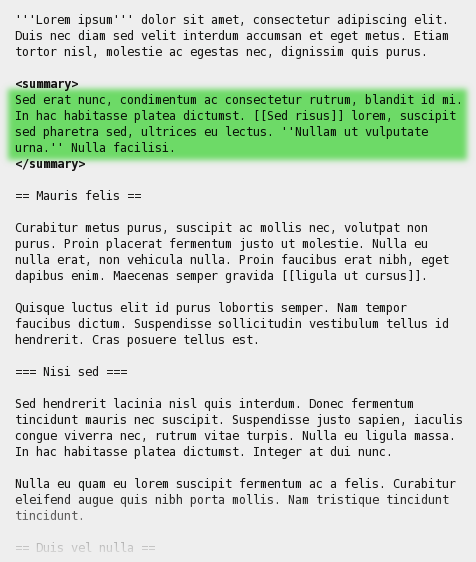 '''Lorem ipsum''' dolor sit amet, consectetur adipiscing elit.
Duis nec diam sed velit interdum accumsan et eget metus. Etiam
tortor nisl, molestie ac egestas nec, dignissim quis purus.
<summary>
Sed erat nunc, condimentum ac consectetur rutrum, blandit id mi.
In hac habitasse platea dictumst. [[Sed risus]] lorem, suscipit
sed pharetra sed, ultrices eu lectus. ''Nullam ut vulputate
urna.'' Nulla facilisi.
</summary>
== Mauris felis ==
Curabitur metus purus, suscipit ac mollis nec, volutpat non
purus. Proin placerat fermentum justo ut molestie. Nulla eu
nulla erat, non vehicula nulla. Proin faucibus erat nibh, eget
dapibus enim. Maecenas semper gravida [[ligula ut cursus]].
Quisque luctus elit id purus lobortis semper. Nam tempor
faucibus dictum. Suspendisse sollicitudin vestibulum tellus id
hendrerit. Cras posuere tellus est.
=== Nisi sed ===
Sed hendrerit lacinia nisl quis interdum. Donec fermentum
tincidunt mauris nec suscipit. Suspendisse justo sapien, iaculis
congue viverra nec, rutrum vitae turpis. Nulla eu ligula massa.
In hac habitasse platea dictumst. Integer at dui nunc.
Nulla eu quam eu lorem suscipit fermentum ac a felis. Curabitur
eleifend augue quis nibh porta mollis. Nam tristique tincidunt
tincidunt.
== Duis vel nulla ==